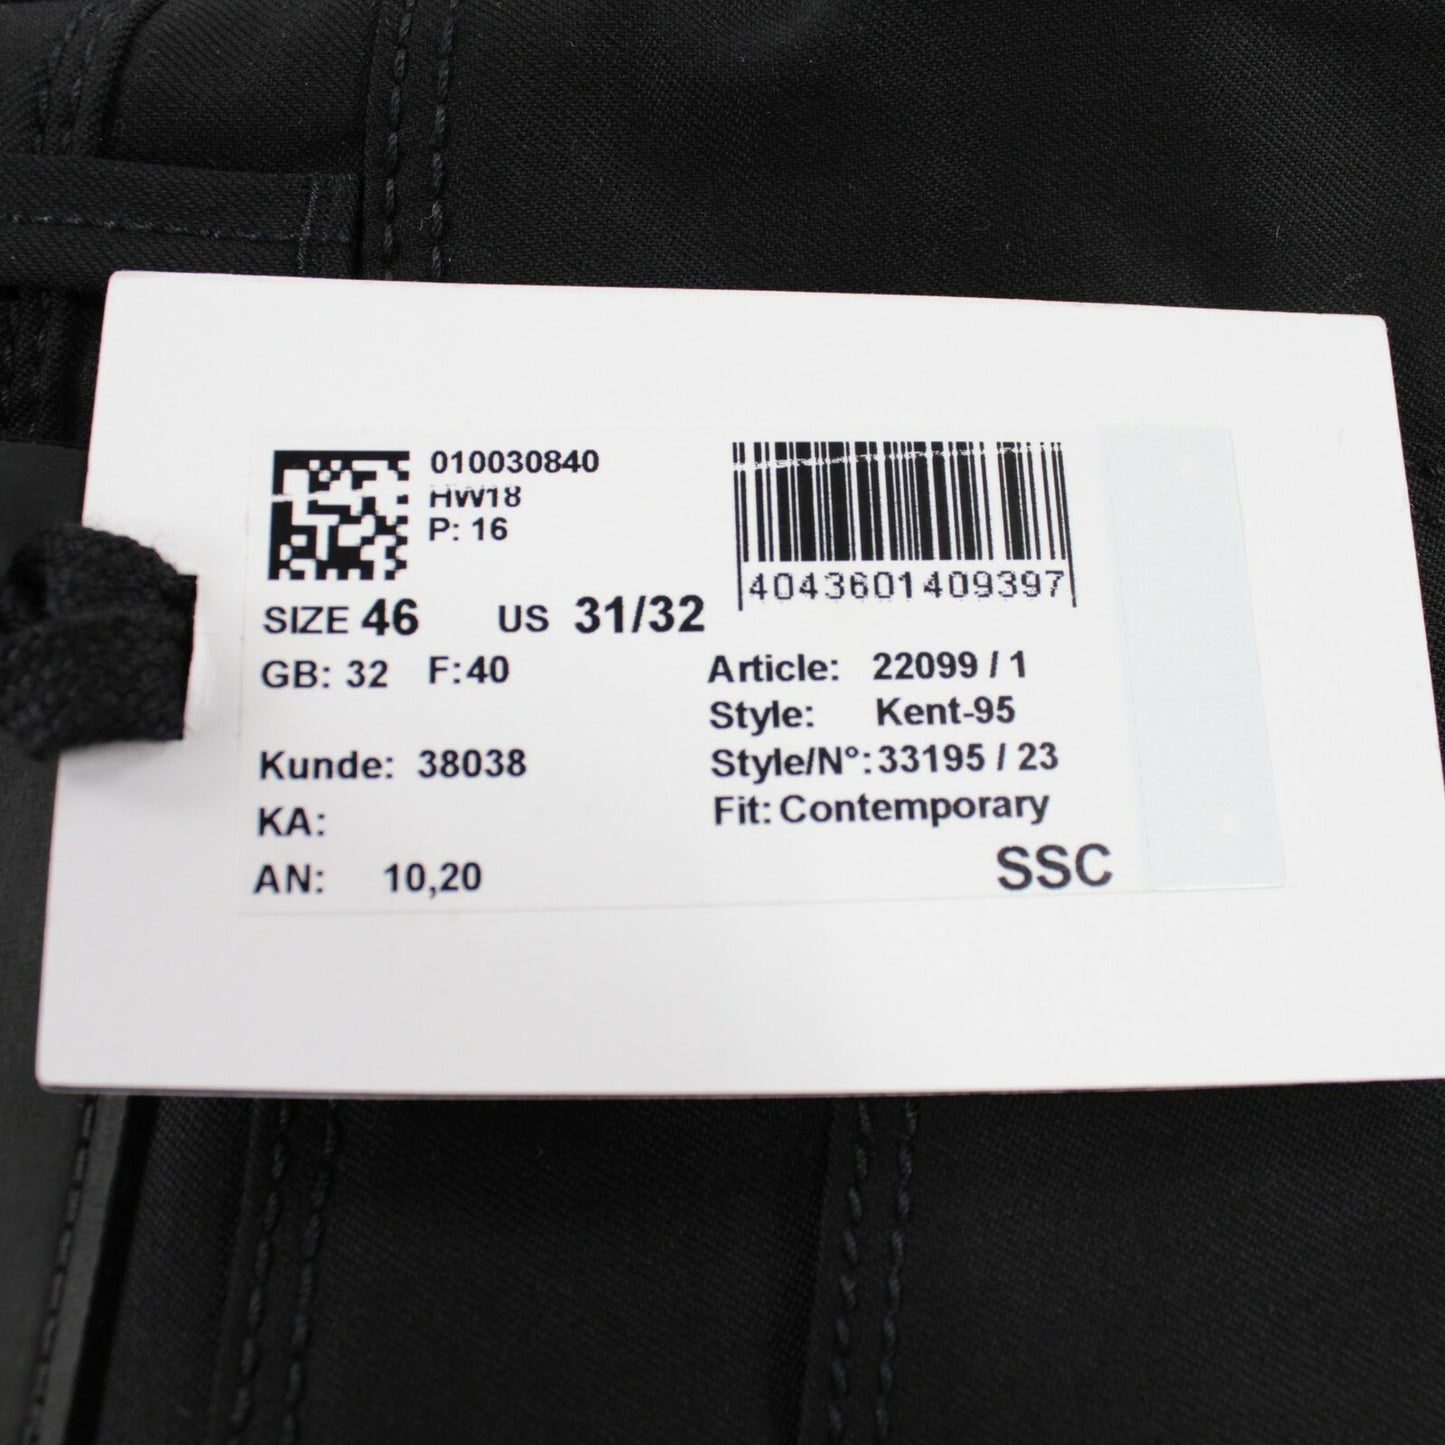 010030840
HW18
P: 16
4043601409397
SIZE 46 US 31/32
GB: 32 F:40
Article: 22099 / 1
Style: Kent-95
Kunde: 38038
Style/N°:33195 / 23
KA:
Fit: Contemporary
AN: 10,20
SSC